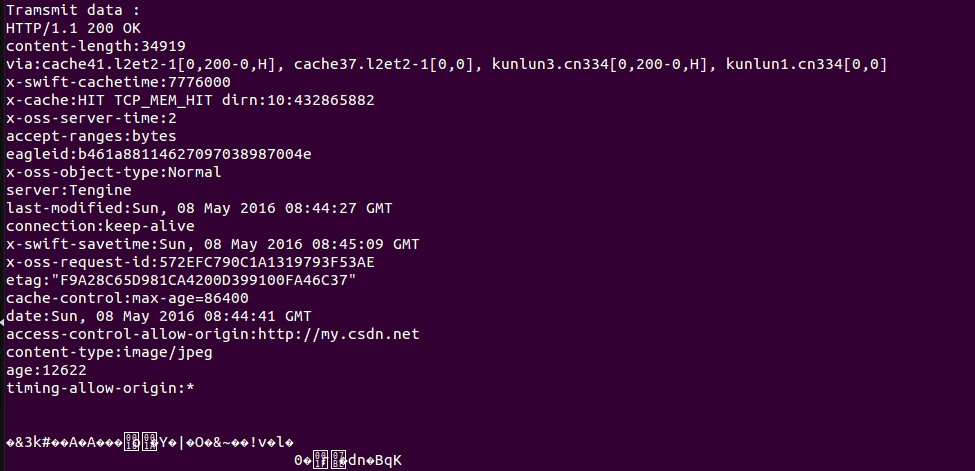 Tramsmit data :
HTTP/1.1 200 OK
content-length:34919
via:cache41.l2et2-1[0,200-0,H], cache37.l2et2-1[0,0], kunlun3.cn334[0,200-0,H], kunlun1.cn334[0,0]
x-swift-cachetime:7776000
x-cache:HIT TCP_MEM_HIT dirn:10:432865882
x-oss-server-time:2
accept-ranges:bytes
eagleid:b461a88114627097038987004e
x-oss-object-type:Normal
server:Tengine
last-modified:Sun, 08 May 2016 08:44:27 GMT
connection:keep-alive
x-swift-savetime:Sun, 08 May 2016 08:45:09 GMT
x-oss-request-id:572EFC790C1A1319793F53AE
etag:"F9A28C65D981CA4200D399100FA46C37"
cache-control:max-age=86400
date:Sun, 08 May 2016 08:44:41 GMT
access-control-allow-origin:http://my.csdn.net
content-type:image/jpeg
age:12622
timing-allow-origin:*
�&3k#��A�A���Y�|�O�&~��!v�l�
0��dn�BqK